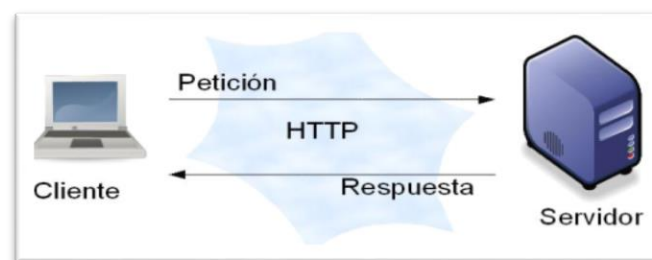 Petición
HTTP
Respuesta
Cliente
Servidor